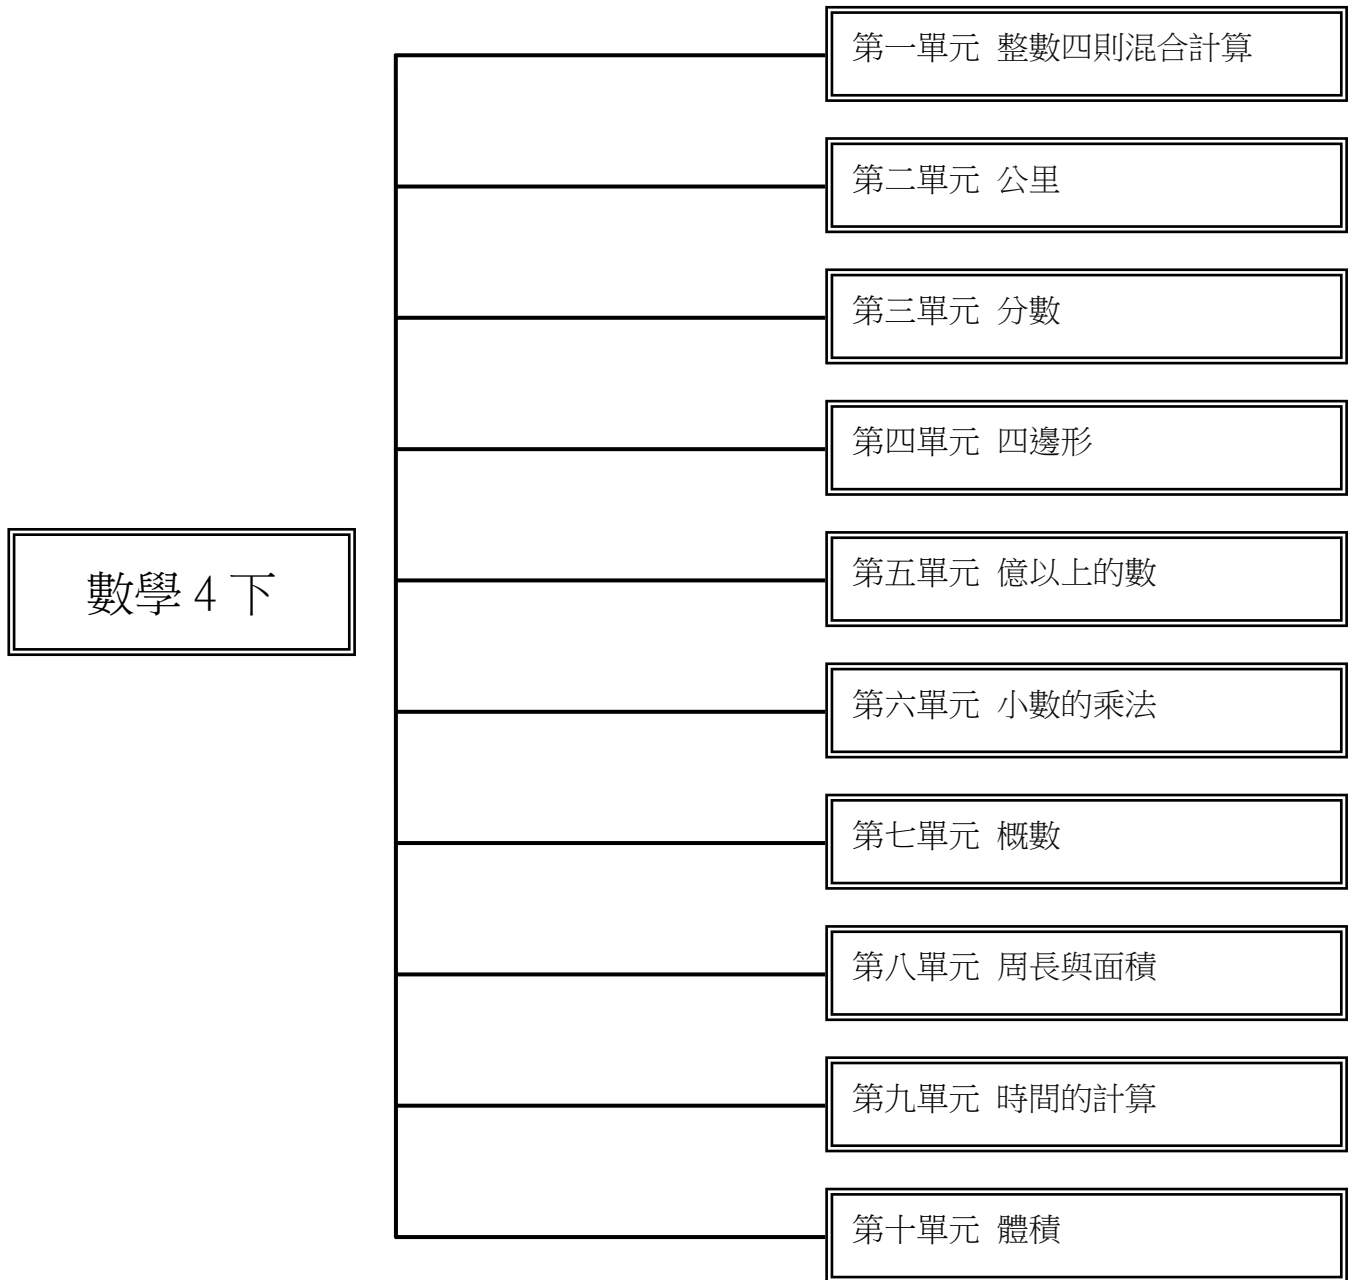 數學 4 下
第一單元 整數四則混合計算
第二單元 公里
第三單元 分數
第四單元 四邊形
第五單元 億以上的數
第六單元 小數的乘法
第七單元 概數
第八單元 周長與面積
第九單元 時間的計算
第十單元 體積